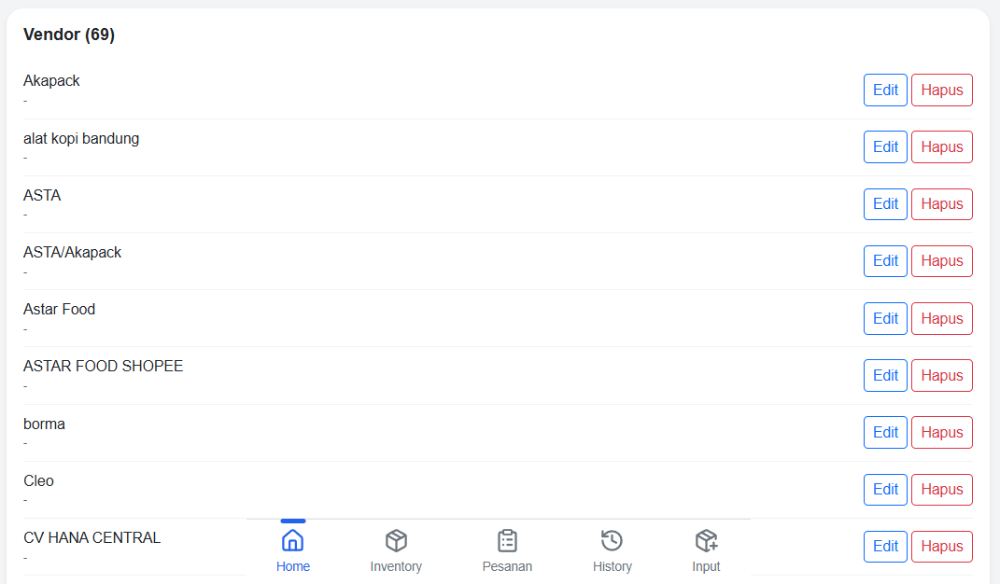 Vendor (69)
Akapack
-
Edit Hapus
alat kopi bandung
-
Edit Hapus
ASTA
-
Edit Hapus
ASTA/Akapack
-
Edit Hapus
Astar Food
-
Edit Hapus
ASTAR FOOD SHOPEE
-
Edit Hapus
borma
-
Edit Hapus
Cleo
-
Edit Hapus
CV HANA CENTRAL
-
Edit Hapus
Home Inventory Pesanan History Input